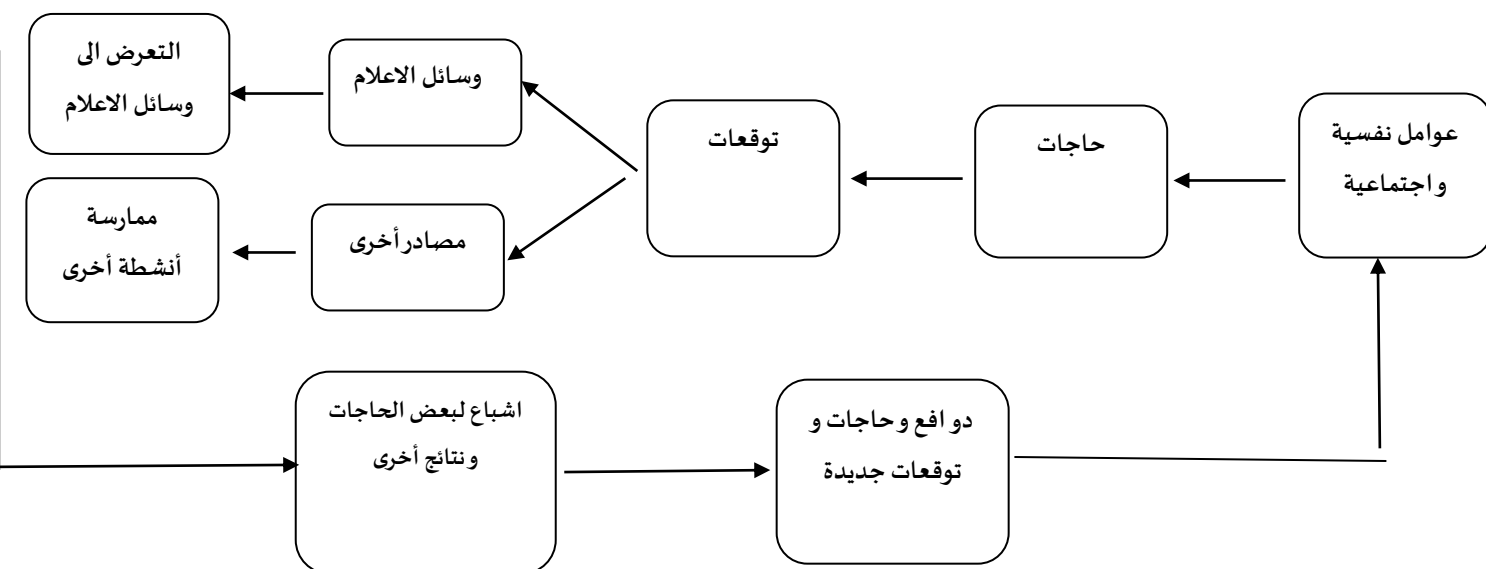 عوامل نفسية
واجتماعية
حاجات
توقعات
وسائل الاعلام
التعرض الى
وسائل الاعلام
مصادر أخرى
ممارسة
أنشطة أخرى
اشباع لبعض الحاجات
ونتائج أخرى
دوافع وحاجات و
توقعات جديدة